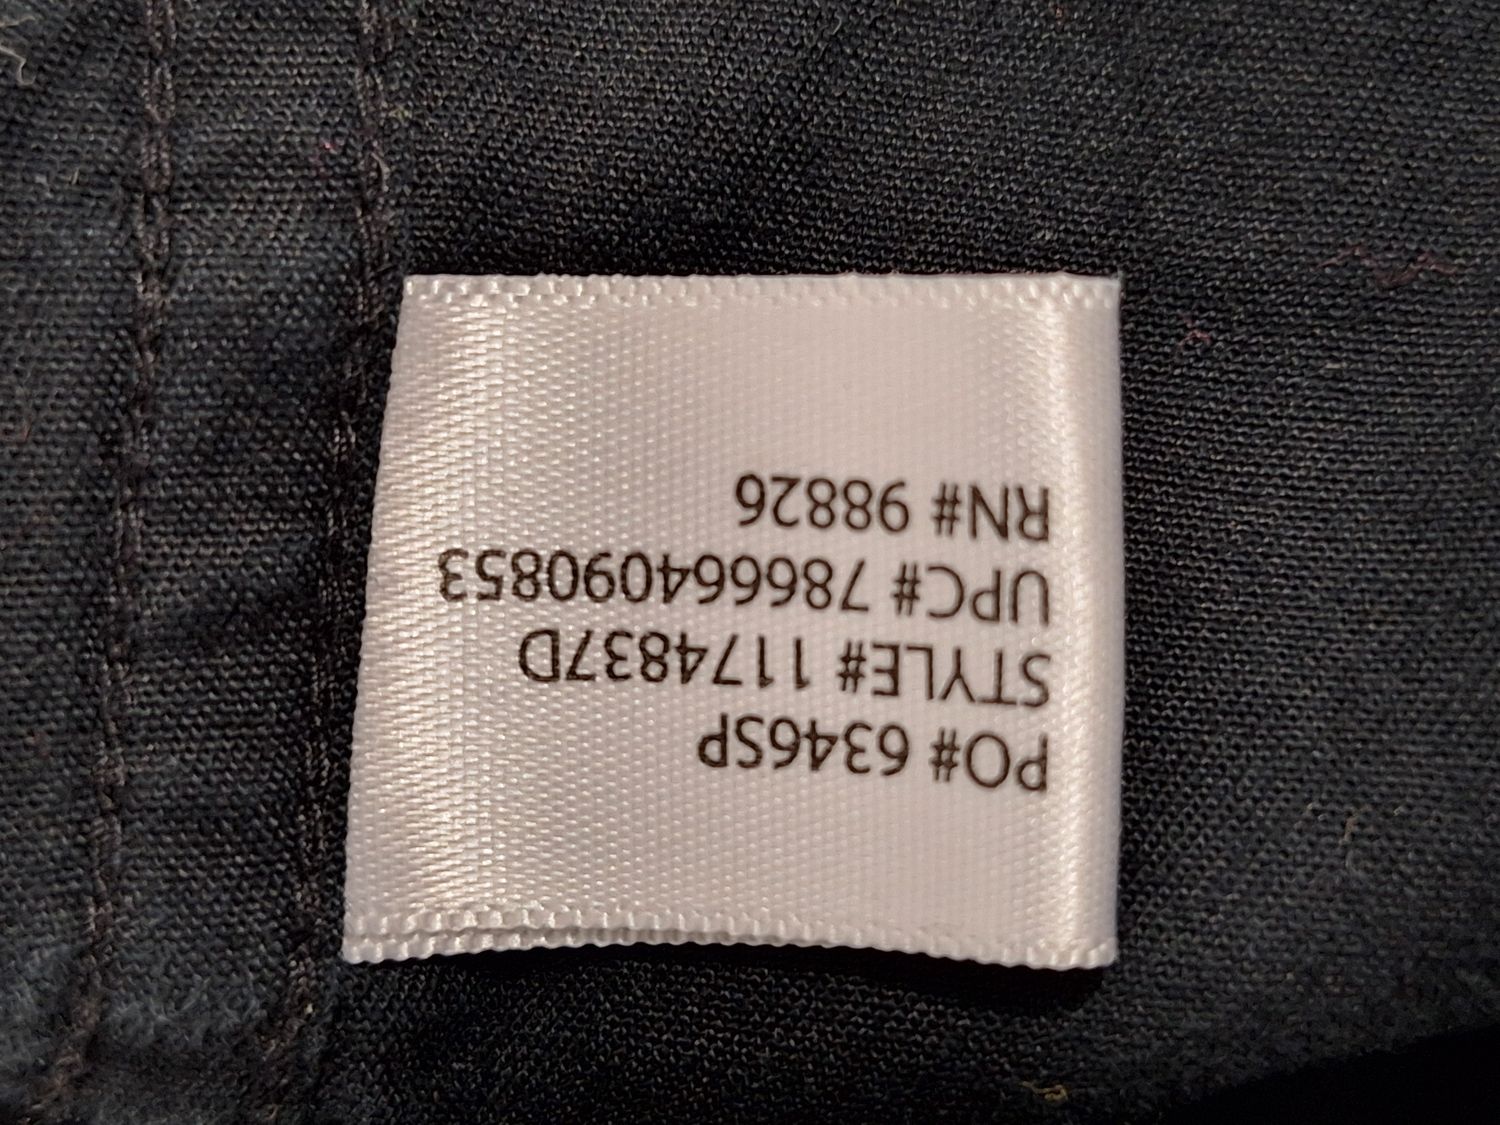 PO# 6346SP
STYLE# 1174837D
UPC# 786664090853
RN# 98826